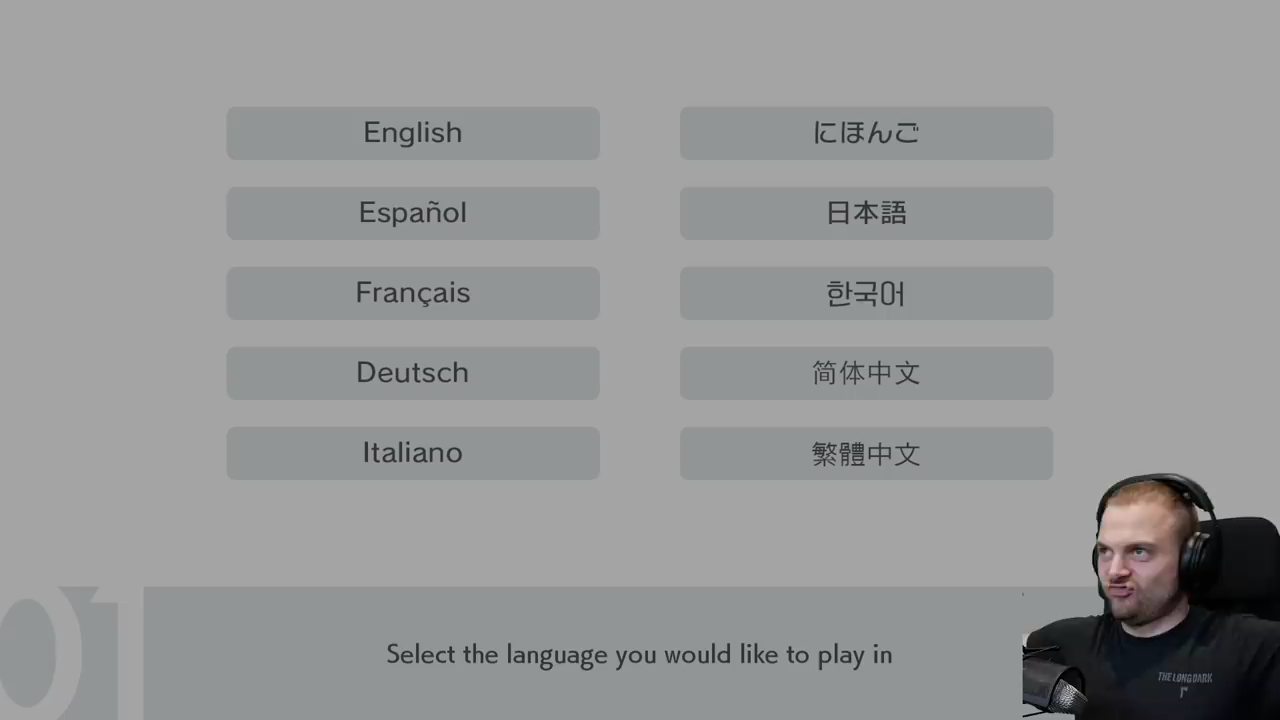 English
Español
Français
Deutsch
Italiano
にほんご
日本語
한국어
简体中文
繁體中文
01
Select the language you would like to play in
THE LONG DARK